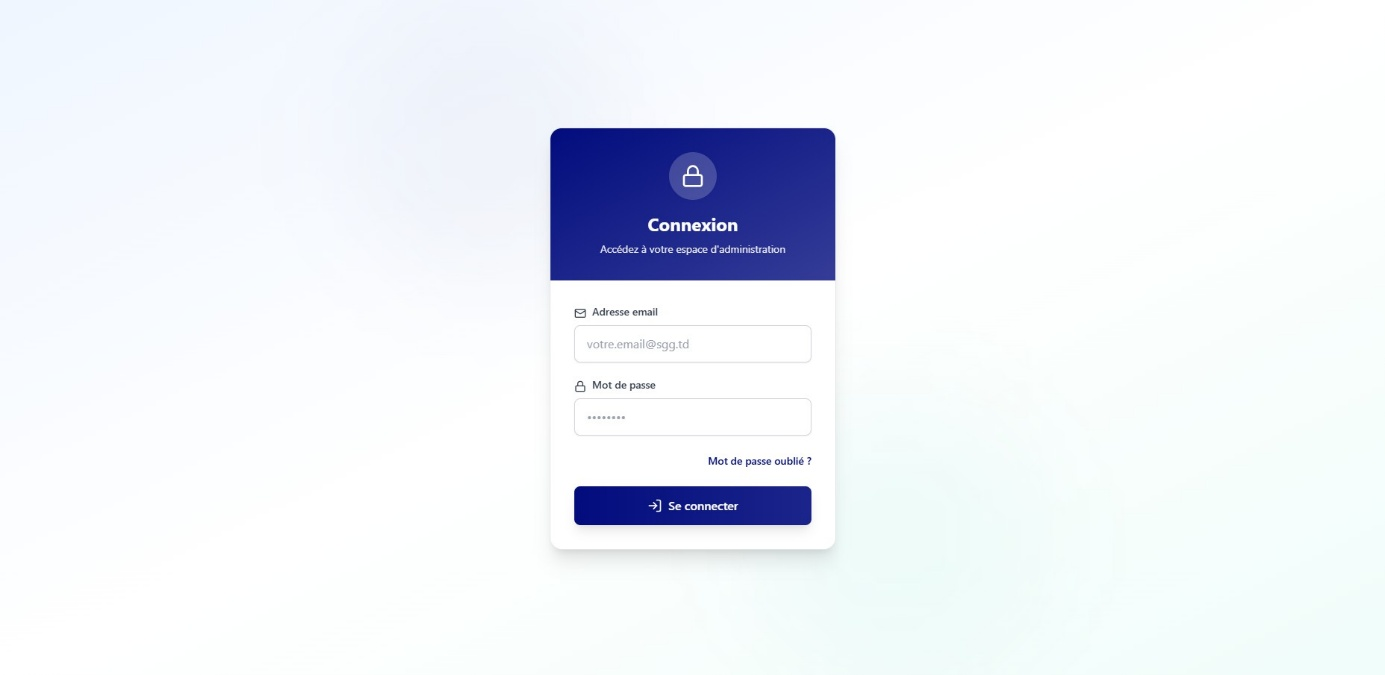 Connexion
Accédez à votre espace d'administration
Adresse email
votre.email@sgg.td
Mot de passe
••••••••
Mot de passe oublié ?
Se connecter